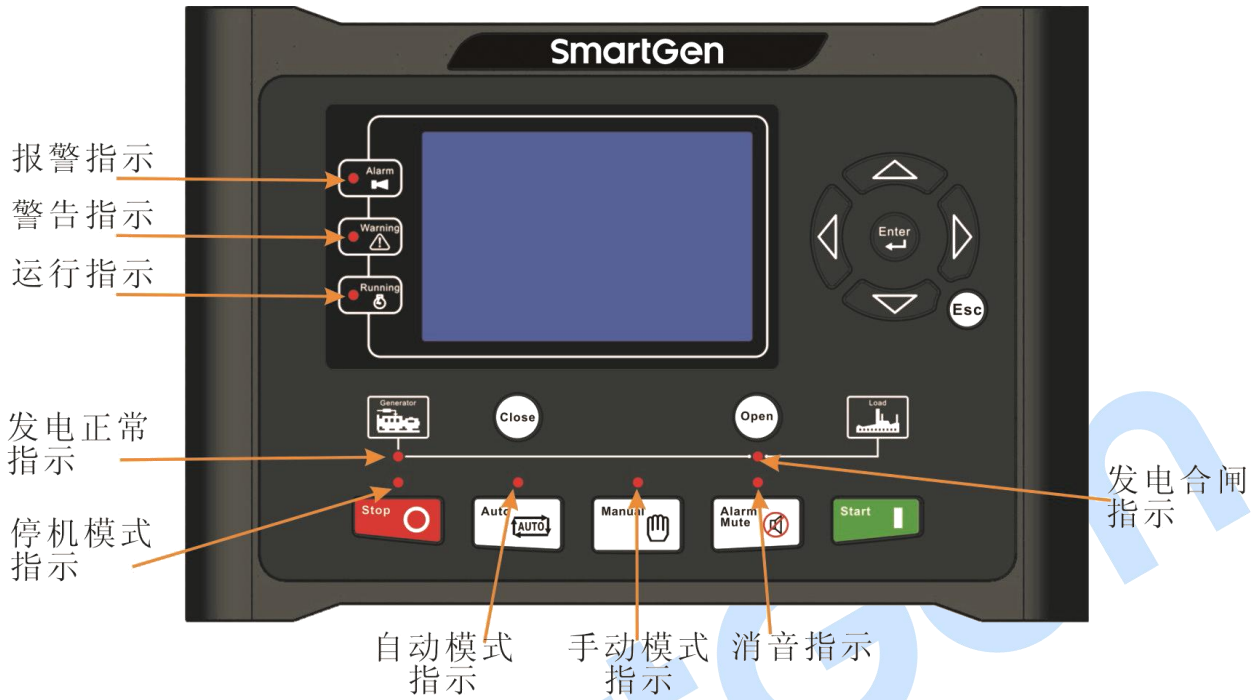 SmartGen
报警指示
Alarm
警告指示
Warning
运行指示
Running
Enter
Esc
Generator
Close
Open
Load
发电正常
指示
发电合闸
指示
停机模式
指示
Stop
Auto
AUTO
Manual
Alarm
Mute
Start
自动模式
指示
手动模式
指示
消音指示